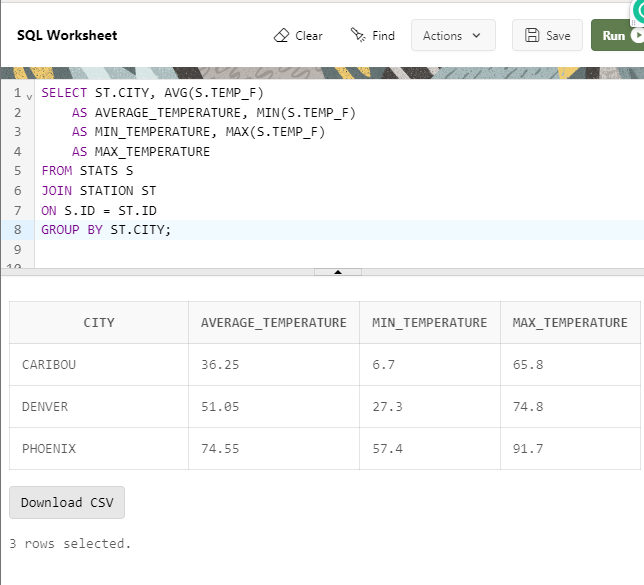 SQL Worksheet Clear Find Actions Save Run
1 SELECT ST.CITY, AVG(S.TEMP_F)
2 AS AVERAGE_TEMPERATURE, MIN(S.TEMP_F)
3 AS MIN_TEMPERATURE, MAX(S.TEMP_F)
4 AS MAX_TEMPERATURE
5 FROM STATS S
6 JOIN STATION ST
7 ON S.ID = ST.ID
8 GROUP BY ST.CITY;
9
10
CITY AVERAGE_TEMPERATURE MIN_TEMPERATURE MAX_TEMPERATURE
CARIBOU 36.25 6.7 65.8
DENVER 51.05 27.3 74.8
PHOENIX 74.55 57.4 91.7
Download CSV
3 rows selected.